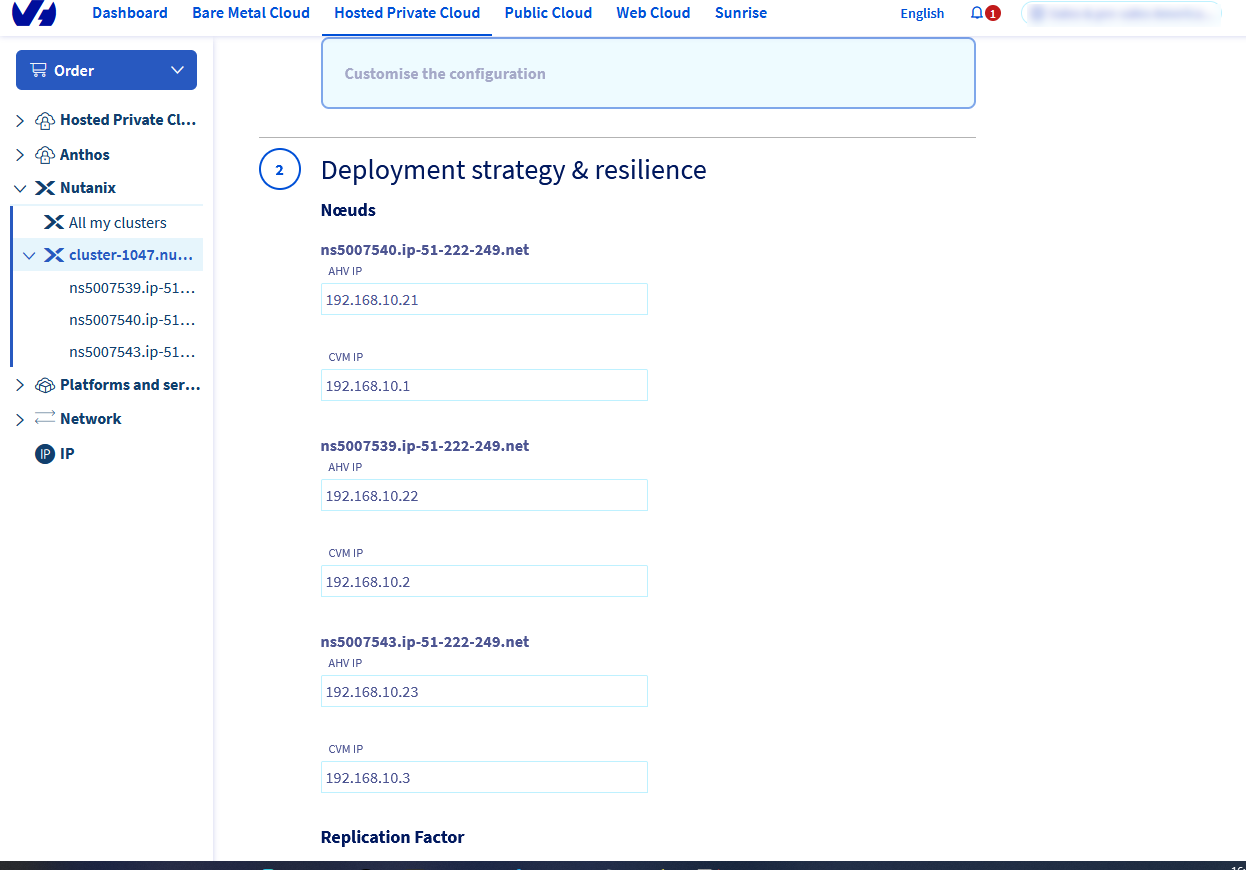 Dashboard Bare Metal Cloud Hosted Private Cloud Public Cloud Web Cloud Sunrise English 1
Order
Customise the configuration
Hosted Private Cl...
Anthos
Nutanix
All my clusters
cluster-1047.nu...
ns5007539.ip-51...
ns5007540.ip-51...
ns5007543.ip-51...
Platforms and ser...
Network
IP IP
2 Deployment strategy & resilience
Nœuds
ns5007540.ip-51-222-249.net
AHV IP
192.168.10.21
CVM IP
192.168.10.1
ns5007539.ip-51-222-249.net
AHV IP
192.168.10.22
CVM IP
192.168.10.2
ns5007543.ip-51-222-249.net
AHV IP
192.168.10.23
CVM IP
192.168.10.3
Replication Factor